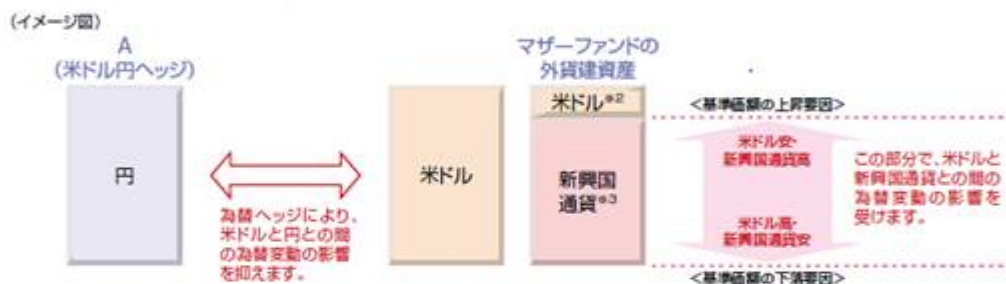 (イメージ図)
A
(米ドル円ヘッジ)
マザーファンドの
外貨建資産
円
為替ヘッジにより、
米ドルと円との間
の為替変動の影響
を抑えます。
米ドル
米ドル※2
新興国
通貨※3
<基準価額の上昇要因>
米ドル安・
新興国通貨高
米ドル高・
新興国通貨安
<基準価額の下落要因>
この部分で、米ドルと
新興国通貨との間の
為替変動の影響を
受けます。